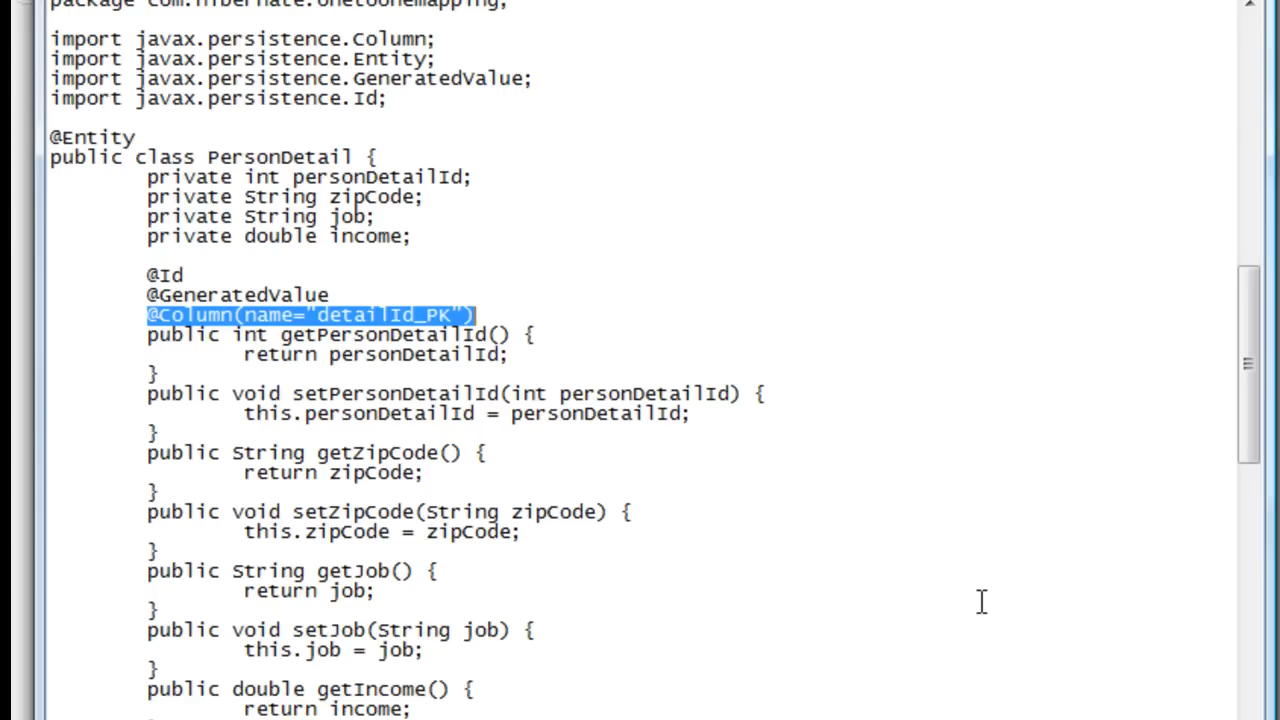 package com.hibernate.onetoonemapping;
import javax.persistence.Column;
import javax.persistence.Entity;
import javax.persistence.GeneratedValue;
import javax.persistence.Id;
@Entity
public class PersonDetail {
private int personDetailId;
private String zipCode;
private String job;
private double income;
@Id
@GeneratedValue
@Column(name="detailId_PK")
public int getPersonDetailId() {
return personDetailId;
}
public void setPersonDetailId(int personDetailId) {
this.personDetailId = personDetailId;
}
public String getZipCode() {
return zipCode;
}
public void setZipCode(String zipCode) {
this.zipCode = zipCode;
}
public String getJob() {
return job;
}
public void setJob(String job) {
this.job = job;
}
public double getIncome() {
return income;